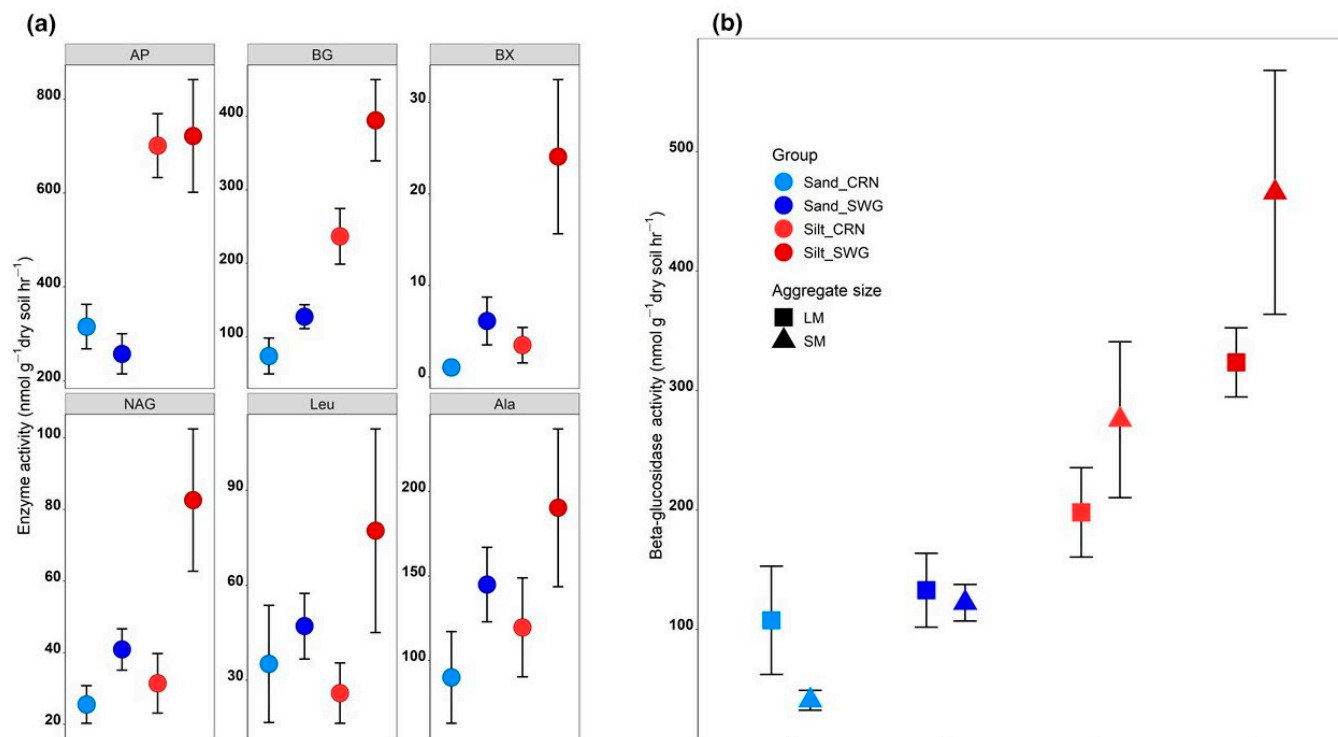 (a)
(b)
Enzyme activity (nmol g−1dry soil hr−1)
AP
800
600
400
200
BG
400
300
200
100
BX
30
20
10
0
NAG
100
80
60
40
20
Leu
90
60
30
Ala
200
150
100
Beta-glucosidase activity (nmol g−1dry soil hr−1)
500
400
300
200
100
Group
Sand_CRN
Sand_SWG
Silt_CRN
Silt_SWG
Aggregate size
LM
SM